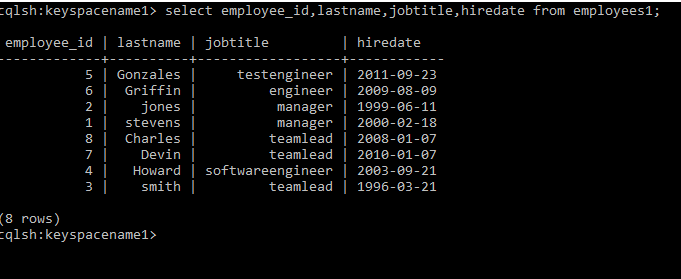 cqlsh:keyspacename1> select employee_id,lastname,jobtitle,hiredate from employees1;
employee_id | lastname | jobtitle | hiredate
-------------+----------+------------------+------------
5 | Gonzales | testengineer | 2011-09-23
6 | Griffin | engineer | 2009-08-09
2 | jones | manager | 1999-06-11
1 | stevens | manager | 2000-02-18
8 | Charles | teamlead | 2008-01-07
7 | Devin | teamlead | 2010-01-07
4 | Howard | softwareengineer | 2003-09-21
3 | smith | teamlead | 1996-03-21
(8 rows)
cqlsh:keyspacename1>